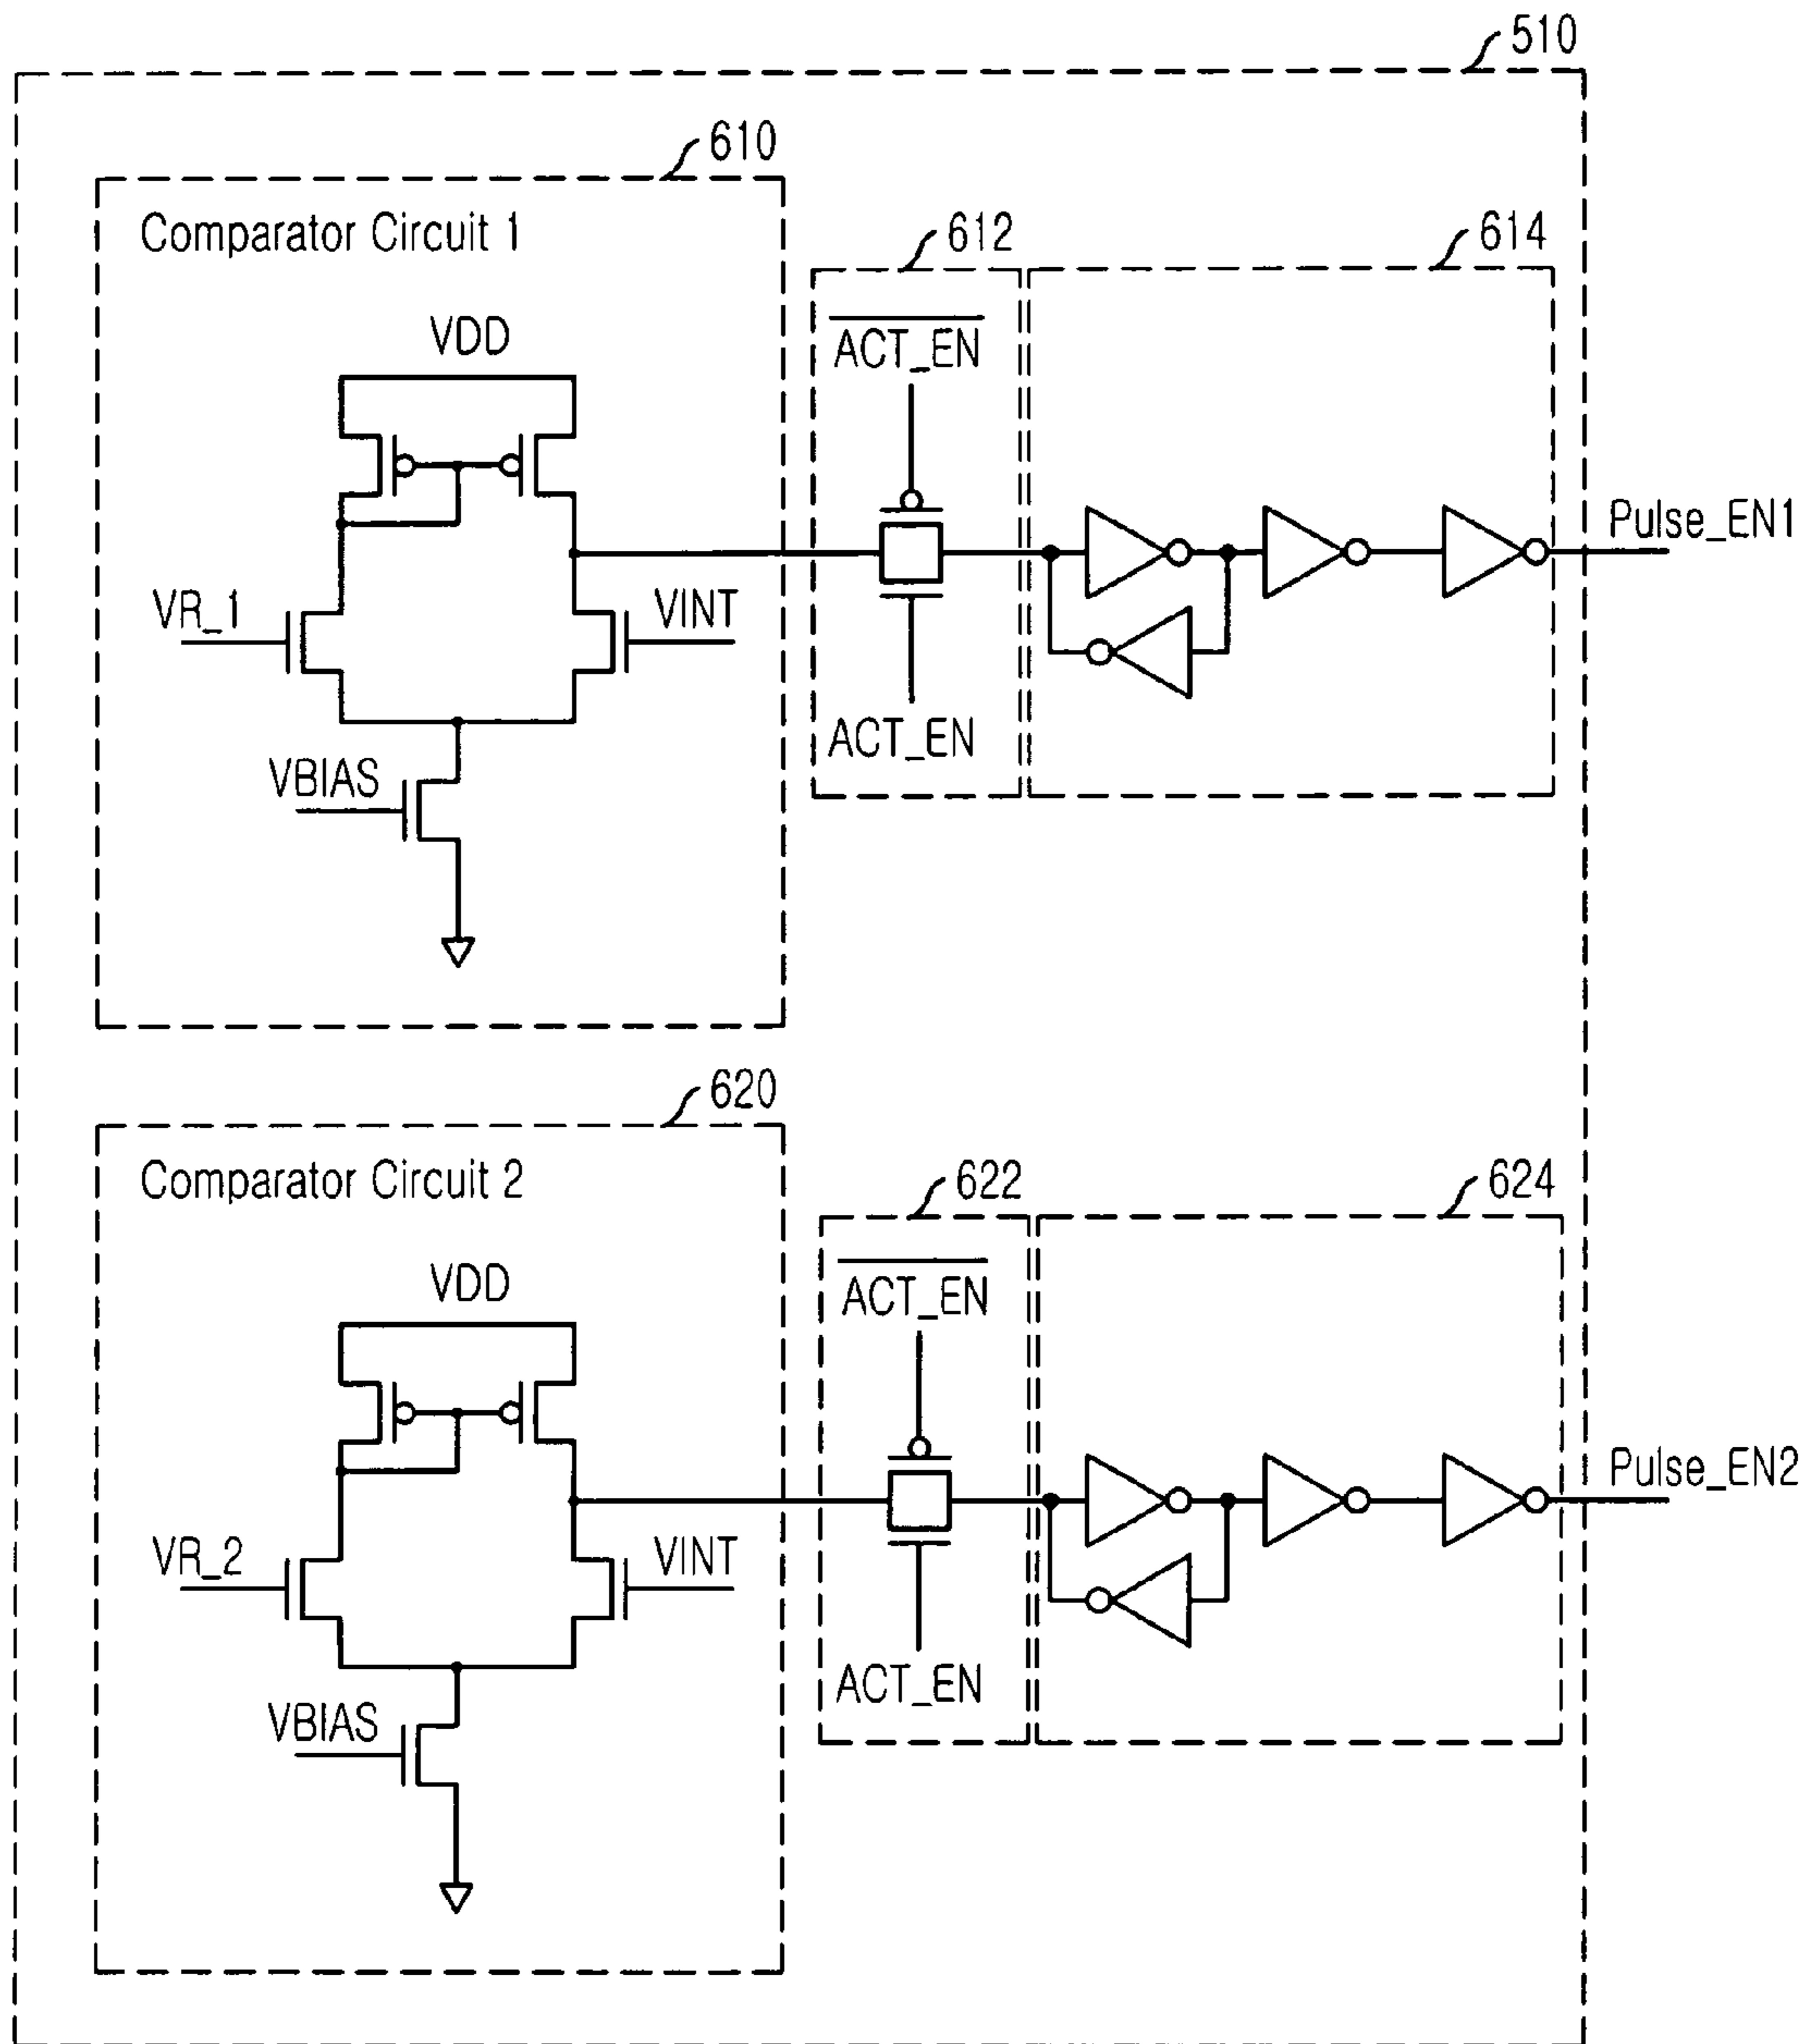 510
610
Comparator Circuit 1
612
614
VDD
ACT_EN
Pulse_EN1
VR_1
VINT
ACT_EN
VBIAS
620
Comparator Circuit 2
622
624
VDD
ACT_EN
Pulse_EN2
VR_2
VINT
ACT_EN
VBIAS